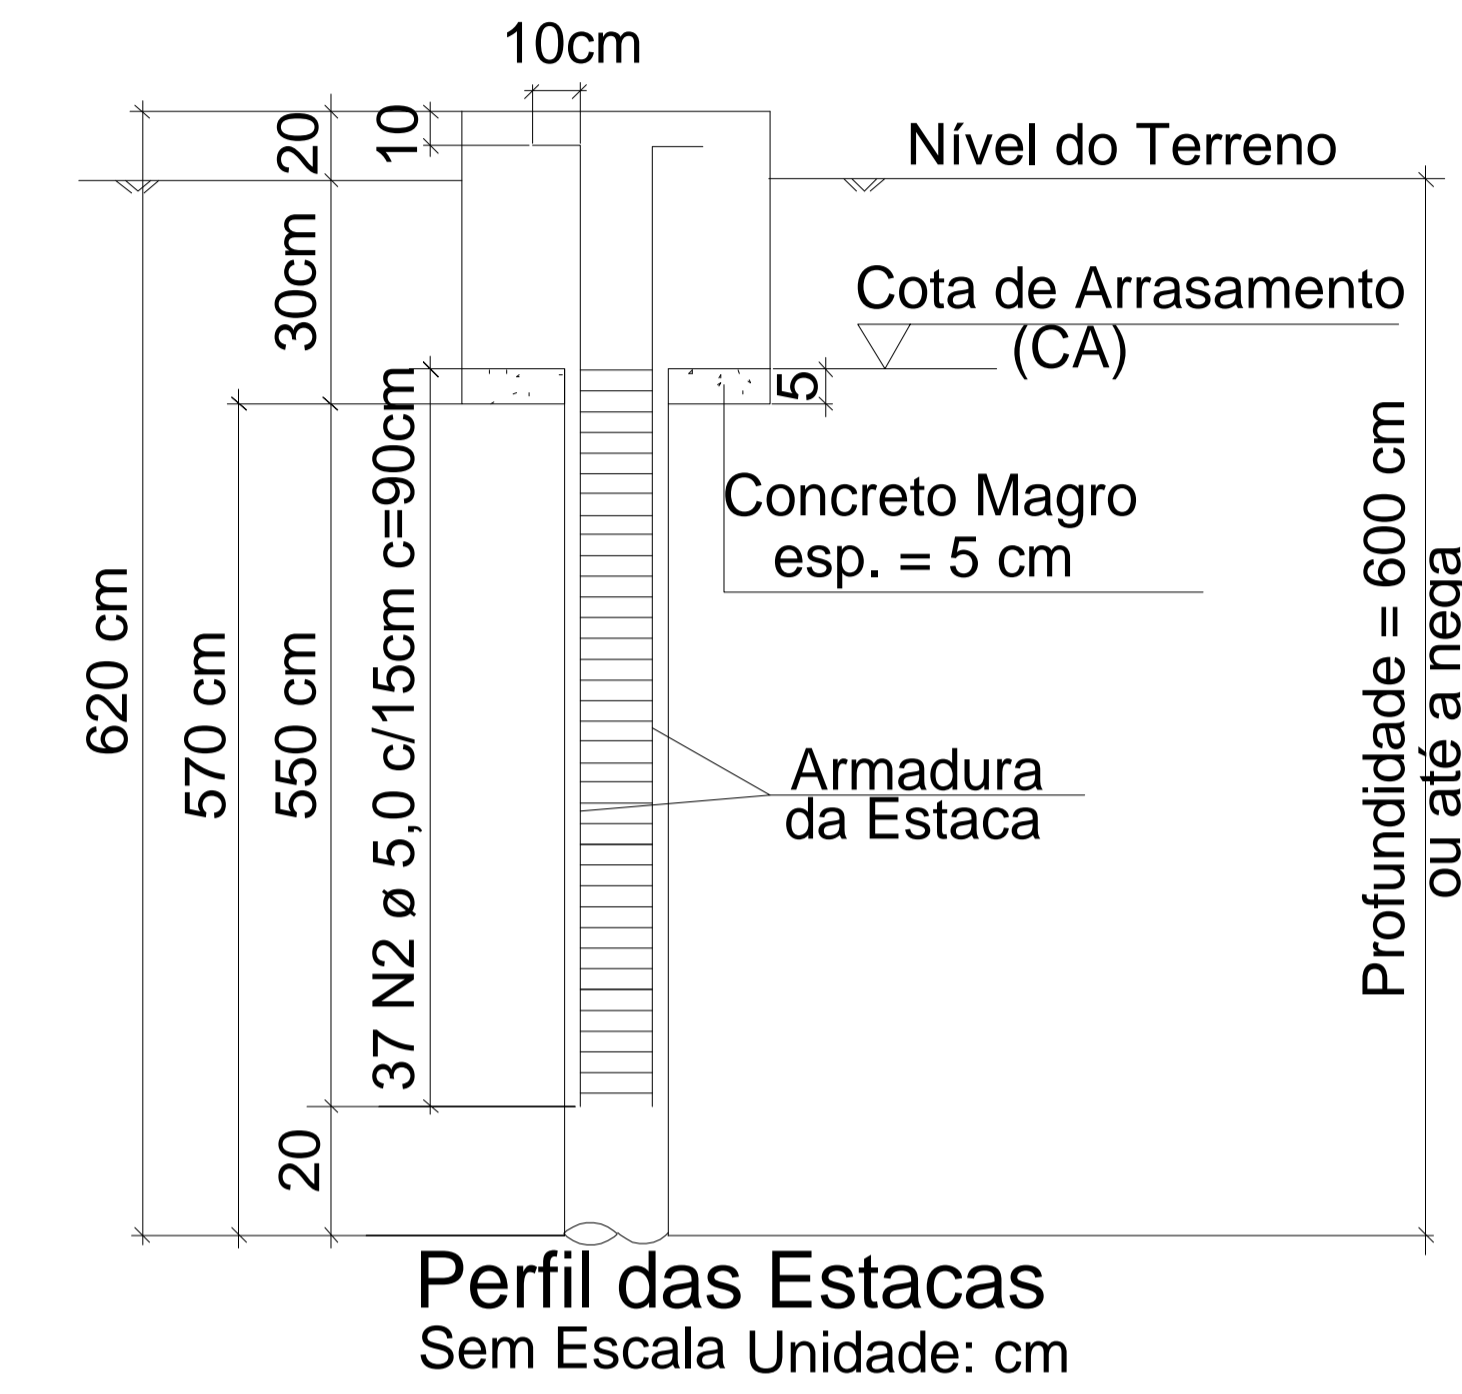 10cm
20
10
Nível do Terreno
30cm
Cota de Arrasamento
(CA)
5
37 N2 ø 5,0 c/15cm c=90cm
Concreto Magro
esp. = 5 cm
Profundidade = 600 cm
ou até a nega
620 cm
570 cm
550 cm
Armadura
da Estaca
20
Perfil das Estacas
Sem Escala Unidade: cm